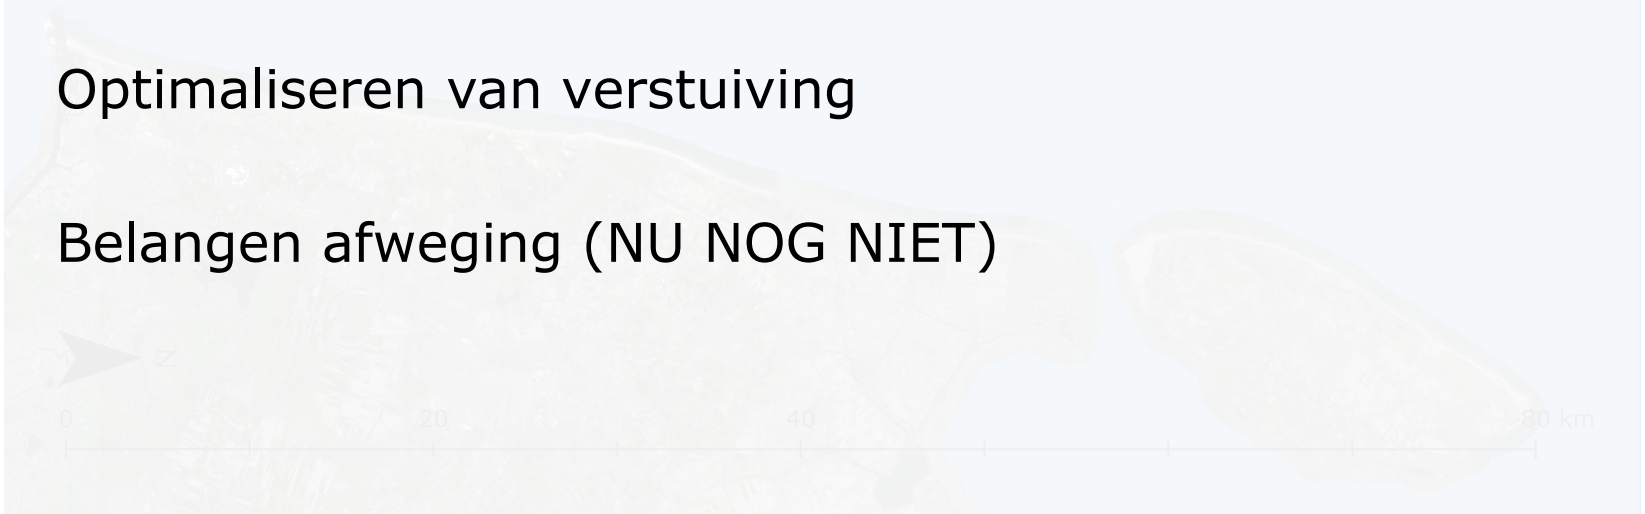 Optimaliseren van verstuiving
Belangen afweging (NU NOG NIET)
N
0 20 40 80 km